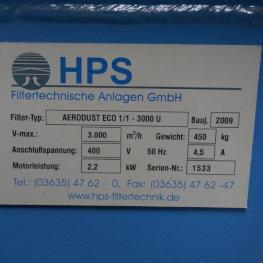 HPS
Filtertechnische Anlagen GmbH
Filter-Typ: AERODUST ECO 1/1 - 3000 U Bauj. 2009
V-max.: 3.000 m³/h Gewicht: 450 kg
Anschlußspannung: 400 V 50 Hz 4,5 A
Motorleistung: 2,2 kW Serien-Nr.: 1533
Tel.: (03635) 47 62 - 0, Fax: (03635) 47 62 -47
www.hps-filtertechnik.de